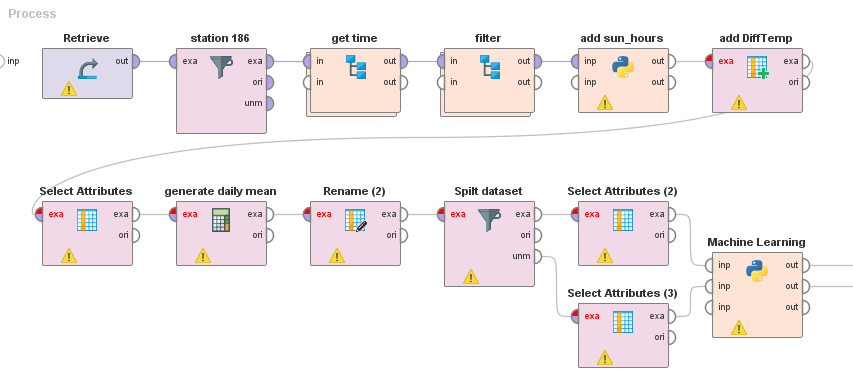 Process
Retrieve station 186 get time filter add sun_hours add DiffTemp
inp out exa exa in out in out inp out exa exa
ori in out in out inp out ori
unm
Select Attributes generate daily mean Rename (2) Spilt dataset Select Attributes (2)
exa exa exa exa exa exa exa exa exa exa
ori ori ori ori ori
Machine Learning
unm
inp out
inp out
Select Attributes (3)
inp out
exa exa
ori